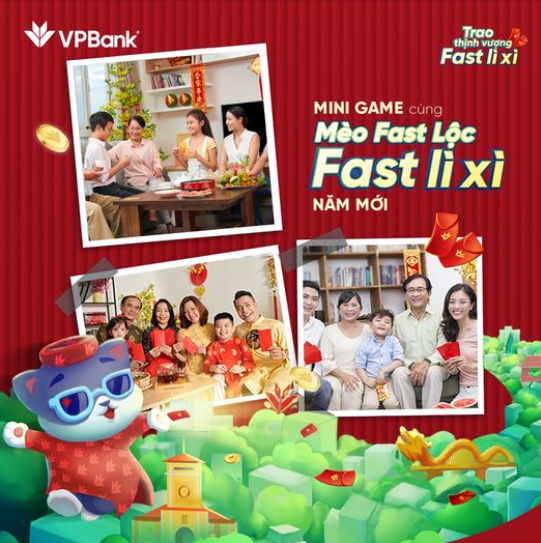 VPBank
Trao
thịnh vượng
Fast lì xì
MINI GAME cùng
Mèo Fast Lộc
Fast lì xì
NĂM MỚI